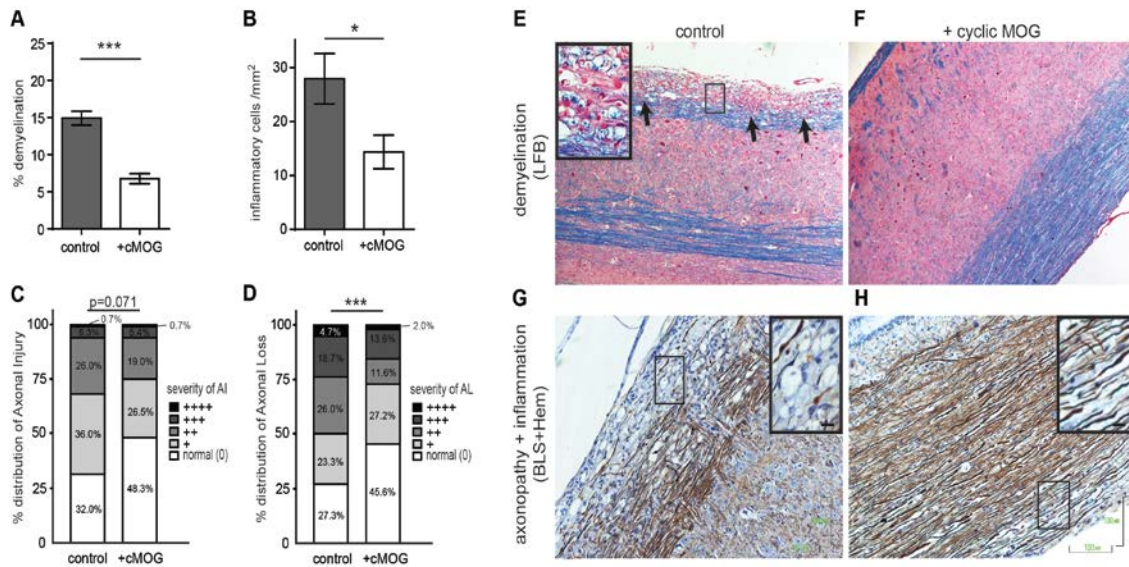 A
% demyelination
25
20
15
10
5
0
***
control
+cMOG
B
inflammatory cells /mm²
30
20
10
0
*
control
+cMOG
C
% distribution of Axonal Injury
100
75
50
25
0
p=0.071
0.7%
5.3%
26.0%
36.0%
32.0%
0.7%
5.4%
19.0%
26.5%
48.3%
control
+cMOG
severity of AI
++++
+++
++
+
normal (0)
D
% distribution of Axonal Loss
100
75
50
25
0
***
4.7%
18.7%
26.0%
23.3%
27.3%
2.0%
13.6%
11.6%
27.2%
45.6%
control
+cMOG
severity of AL
++++
+++
++
+
normal (0)
E
control
demyelination
(LFB)
F
+ cyclic MOG
G
axonopathy + inflammation
(BLS+Hem)
H